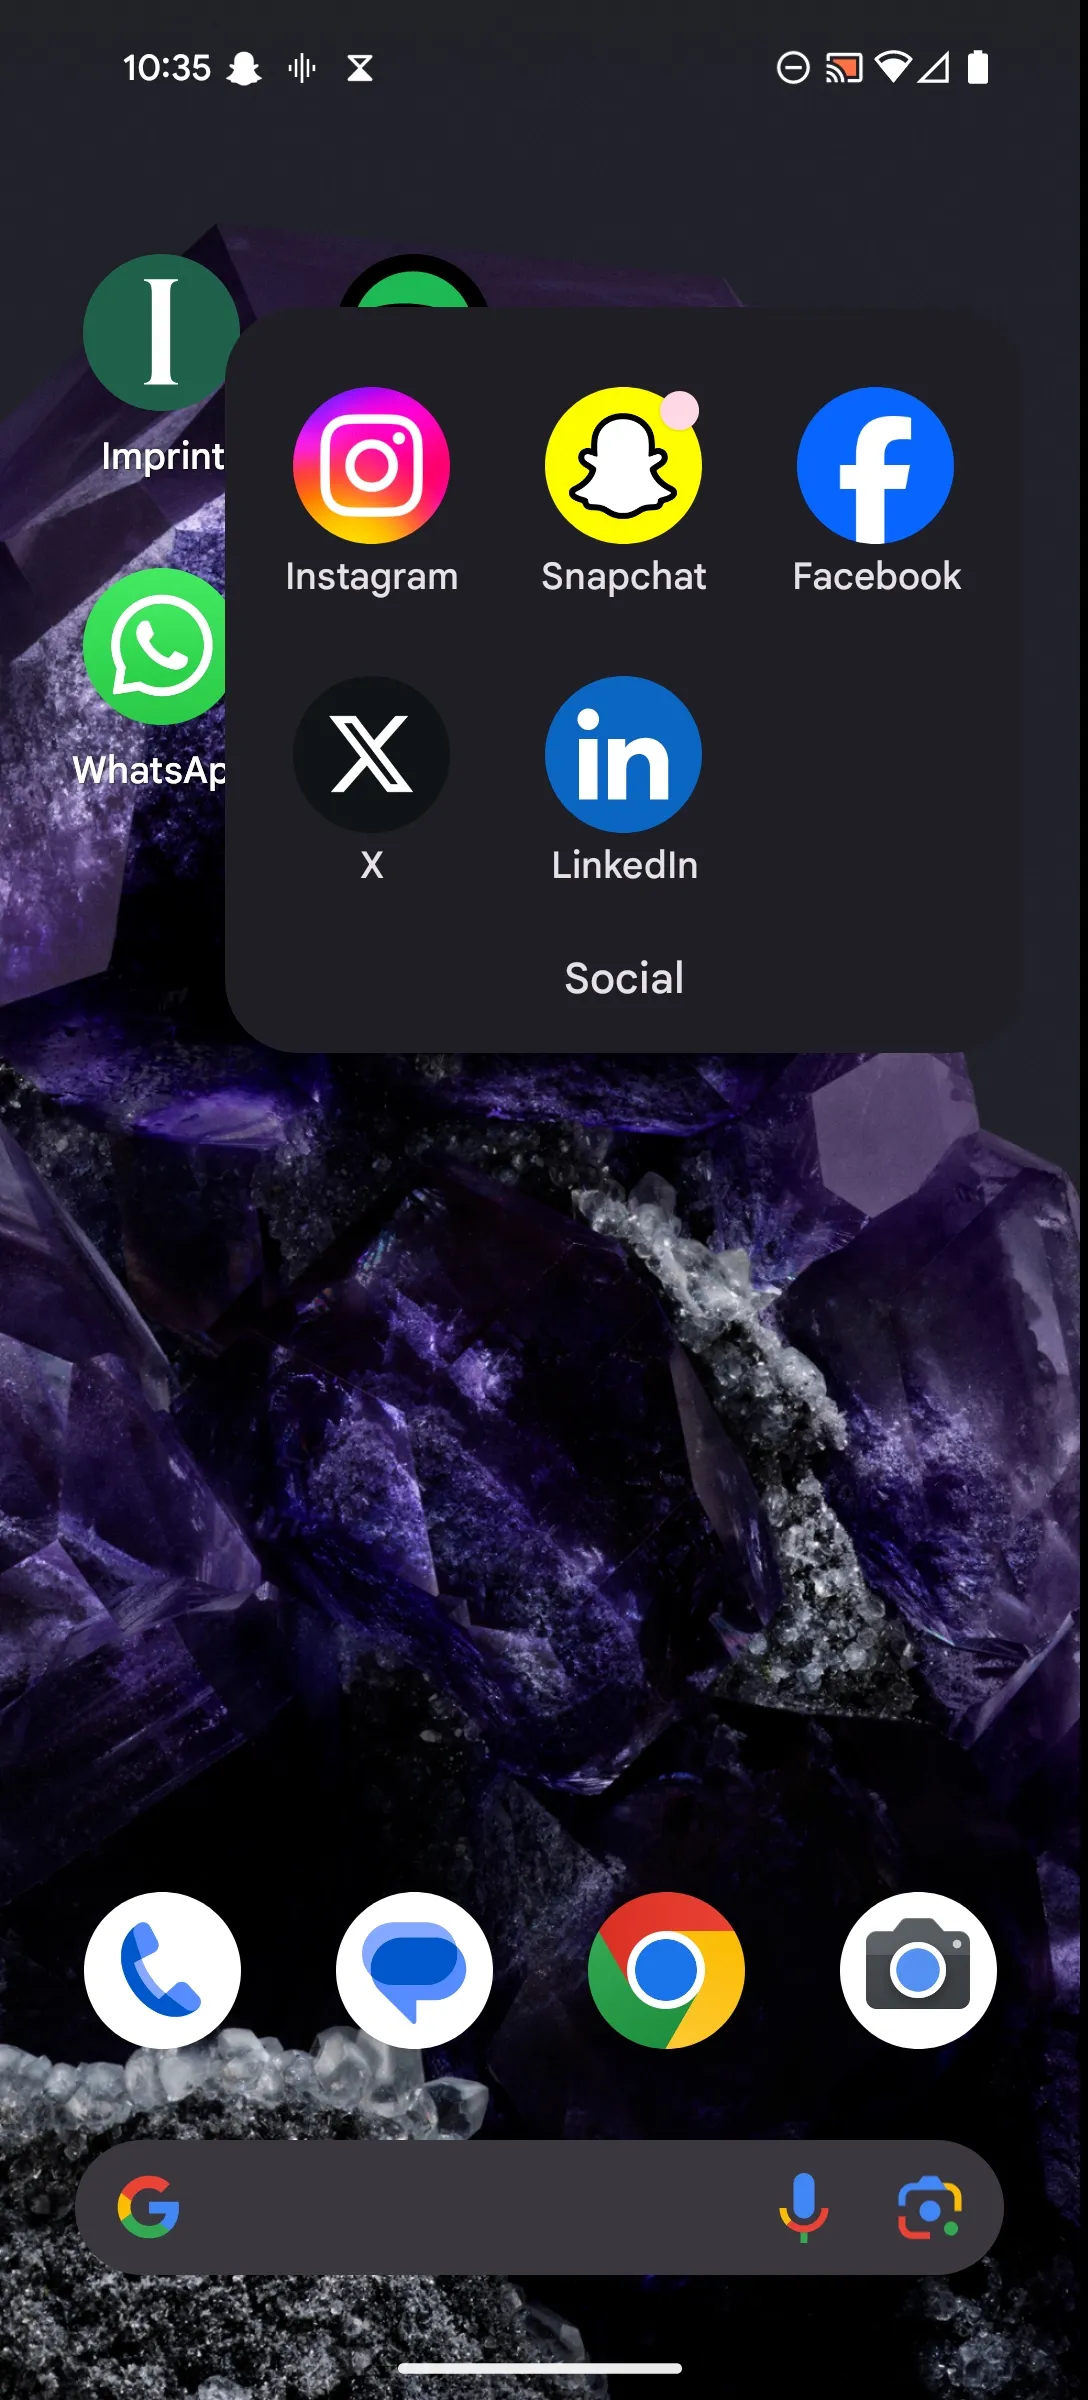 10:35
Imprint
Instagram
Snapchat
Facebook
WhatsAp
X
LinkedIn
Social